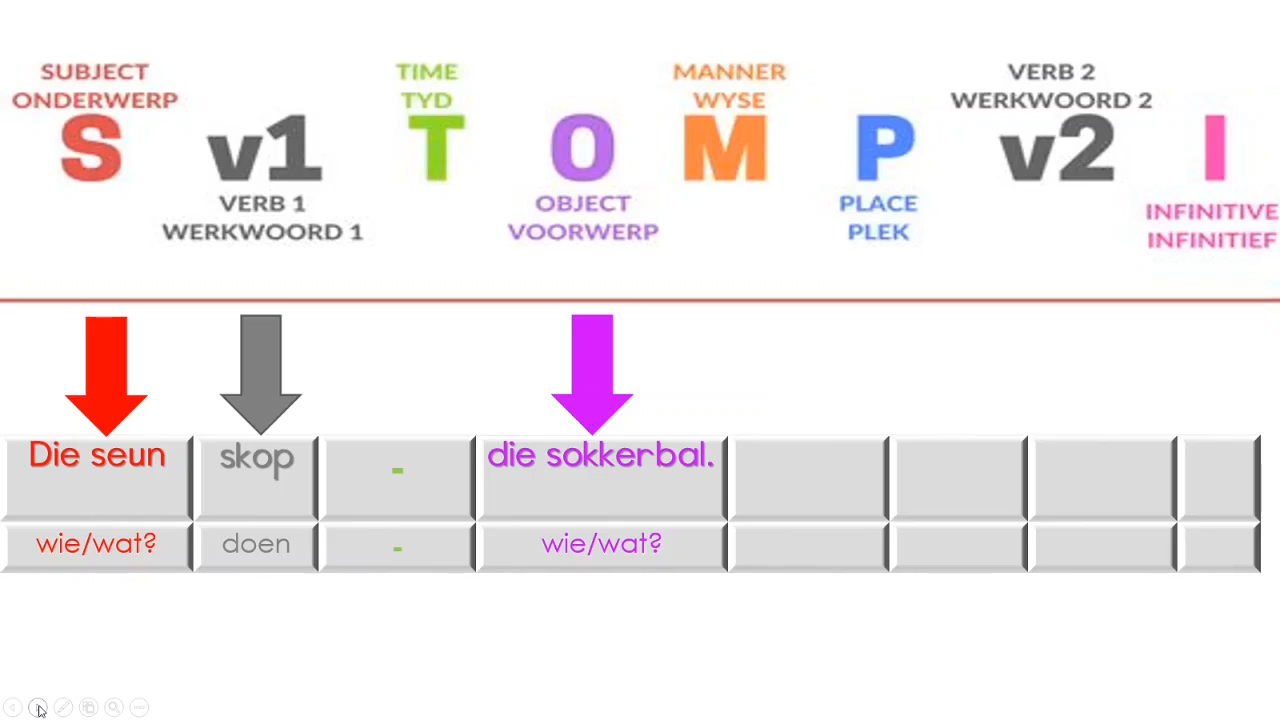 SUBJECT
ONDERWERP
S
v1
VERB 1
WERKWOORD 1
TIME
TYD
T
O
OBJECT
VOORWERP
MANNER
WYSE
M
P
PLACE
PLEK
VERB 2
WERKWOORD 2
v2
I
INFINITIVE
INFINITIEF
Die seun skop - die sokkerbal.
wie/wat? doen - wie/wat?